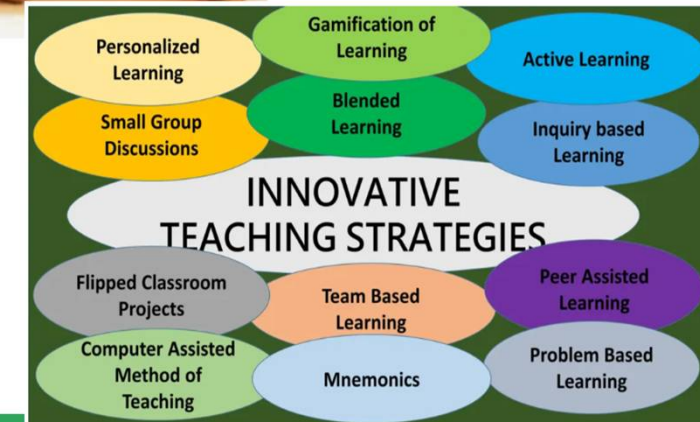 Personalized
Learning
Gamification of
Learning
Active Learning
Small Group
Discussions
Blended
Learning
Inquiry based
Learning
INNOVATIVE
TEACHING STRATEGIES
Flipped Classroom
Projects
Team Based
Learning
Peer Assisted
Learning
Computer Assisted
Method of
Teaching
Mnemonics
Problem Based
Learning